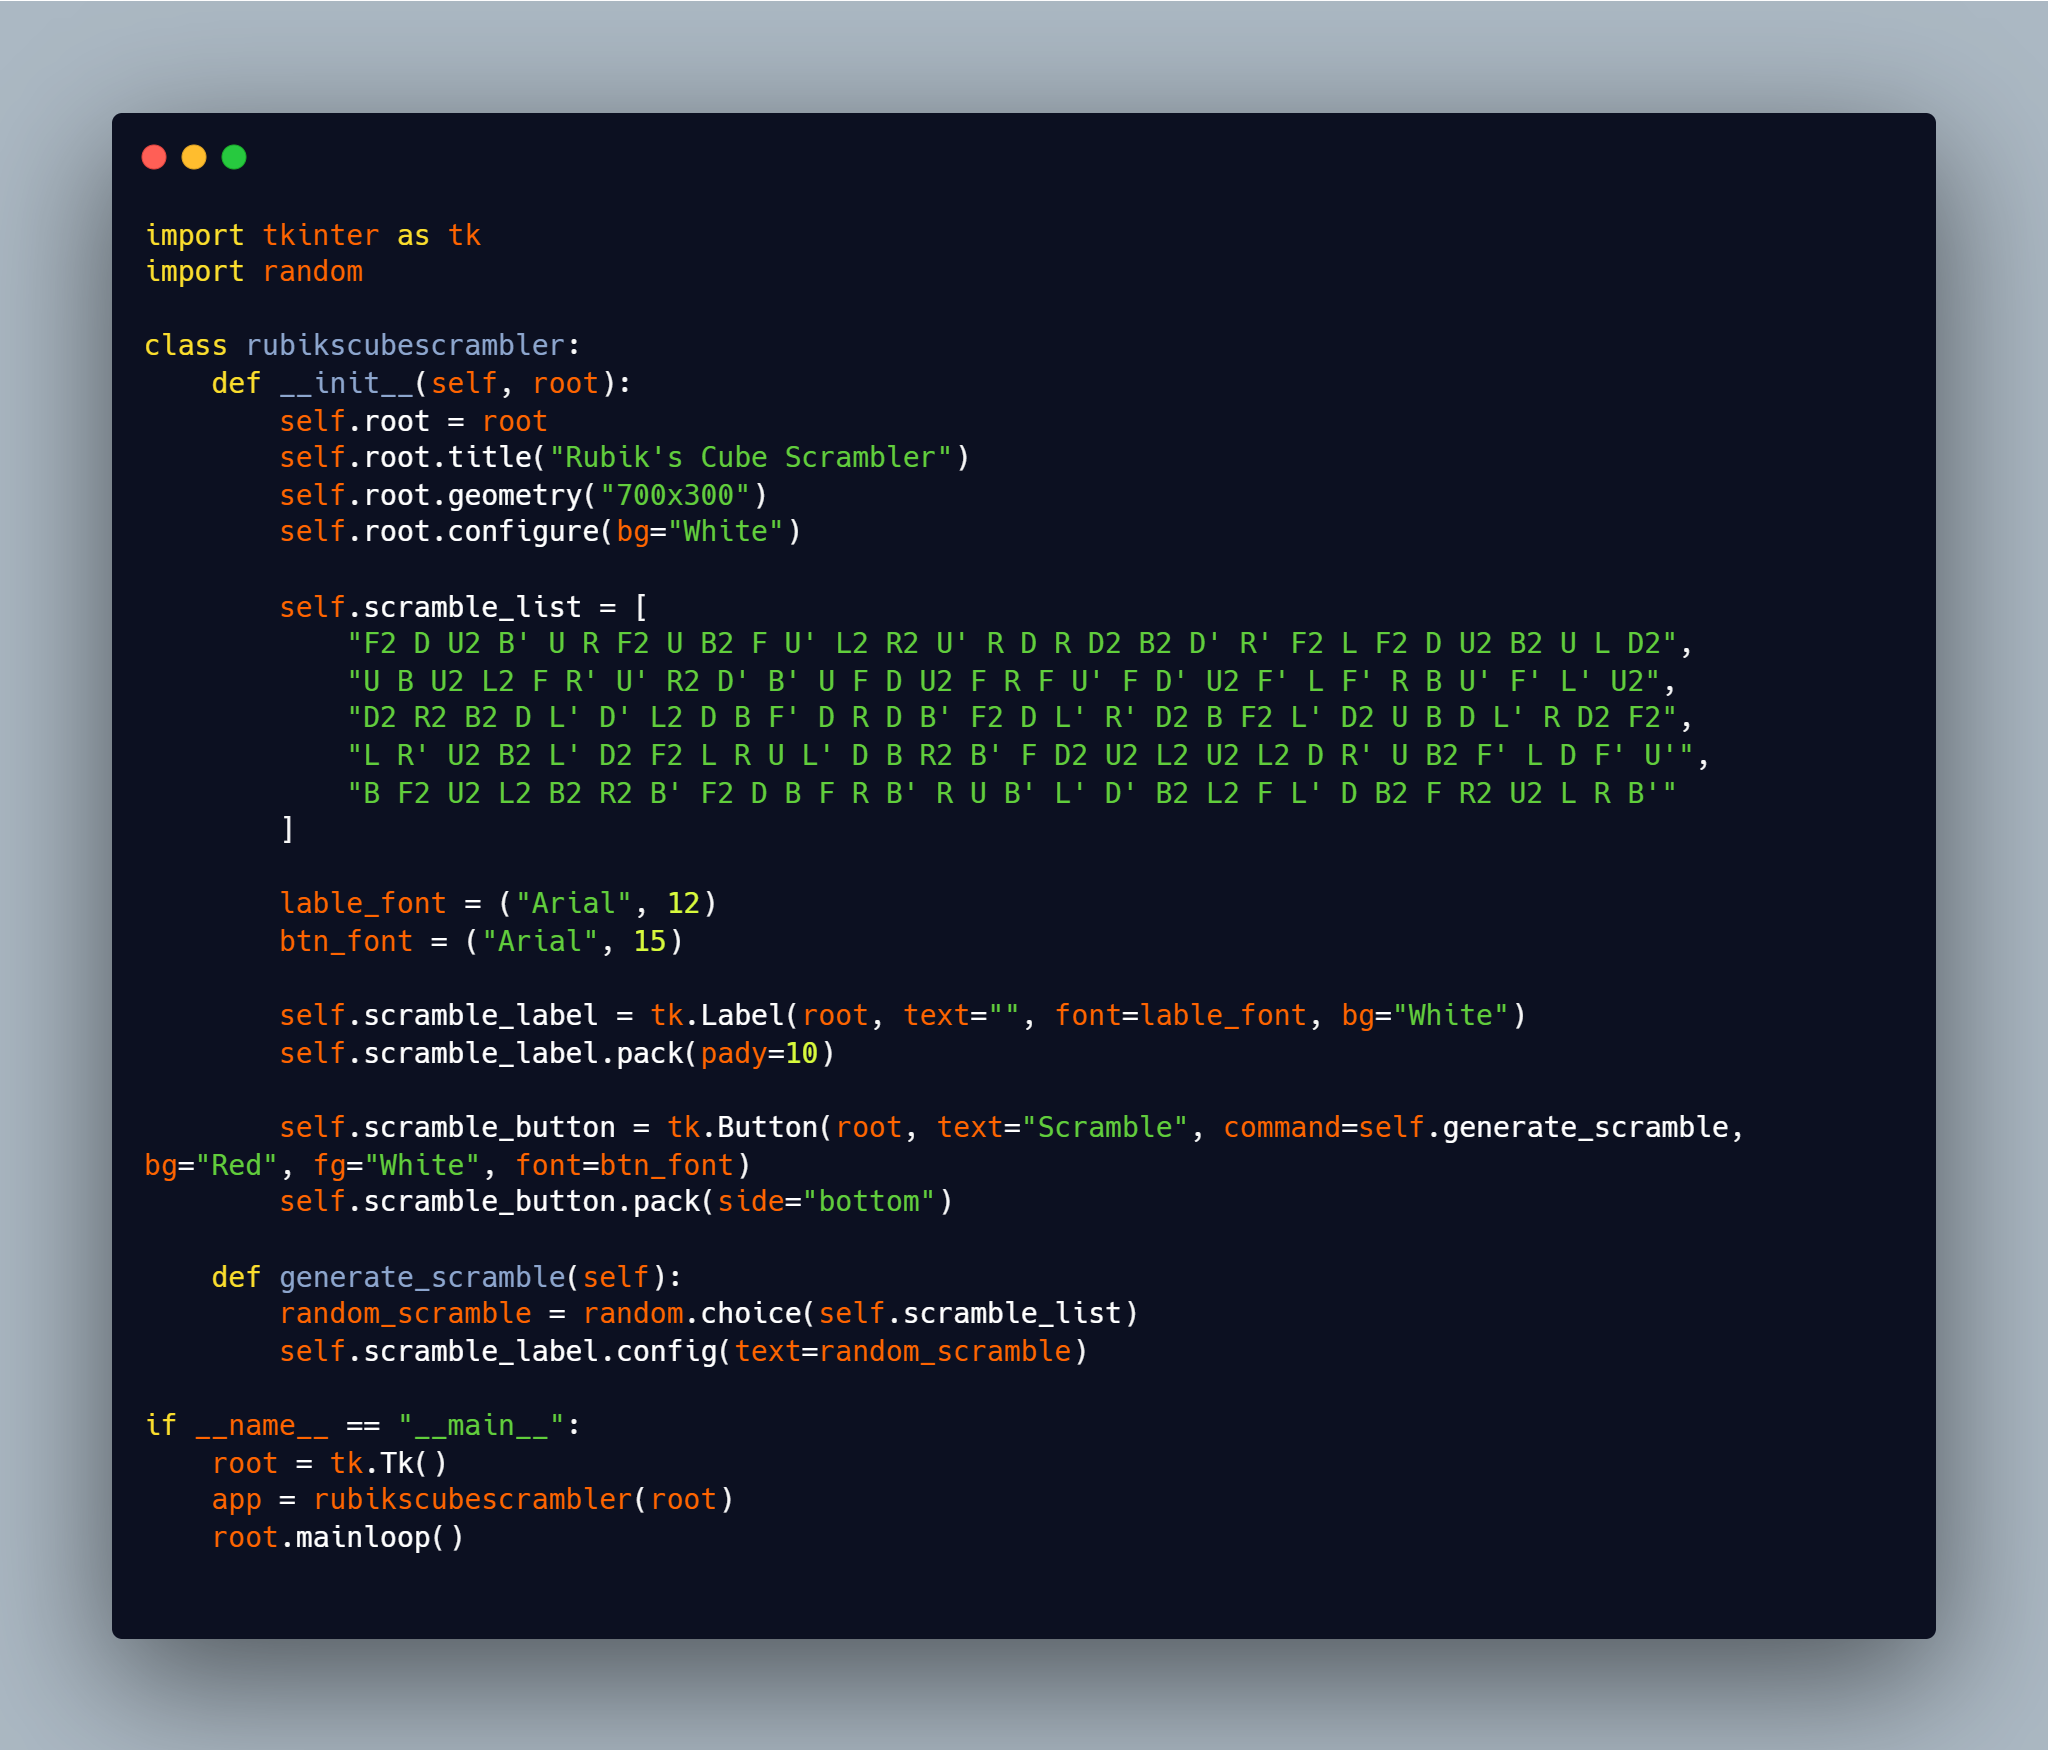 import tkinter as tk
import random

class rubikscubescrambler:
    def __init__(self, root):
        self.root = root
        self.root.title("Rubik's Cube Scrambler")
        self.root.geometry("700x300")
        self.root.configure(bg="White")

        self.scramble_list = [
            "F2 D U2 B' U R F2 U B2 F U' L2 R2 U' R D R D2 B2 D' R' F2 L F2 D U2 B2 U L D2",
            "U B U2 L2 F R' U' R2 D' B' U F D U2 F R F U' F D' U2 F' L F' R B U' F' L' U2",
            "D2 R2 B2 D L' D' L2 D B F' D R D B' F2 D L' R' D2 B F2 L' D2 U B D L' R D2 F2",
            "L R' U2 B2 L' D2 F2 L R U L' D B R2 B' F D2 U2 L2 U2 L2 D R' U B2 F' L D F' U'",
            "B F2 U2 L2 B2 R2 B' F2 D B F R B' R U B' L' D' B2 L2 F L' D B2 F R2 U2 L R B'"
        ]

        lable_font = ("Arial", 12)
        btn_font = ("Arial", 15)

        self.scramble_label = tk.Label(root, text="", font=lable_font, bg="White")
        self.scramble_label.pack(pady=10)

        self.scramble_button = tk.Button(root, text="Scramble", command=self.generate_scramble,
bg="Red", fg="White", font=btn_font)
        self.scramble_button.pack(side="bottom")

    def generate_scramble(self):
        random_scramble = random.choice(self.scramble_list)
        self.scramble_label.config(text=random_scramble)

if __name__ == "__main__":
    root = tk.Tk()
    app = rubikscubescrambler(root)
    root.mainloop()